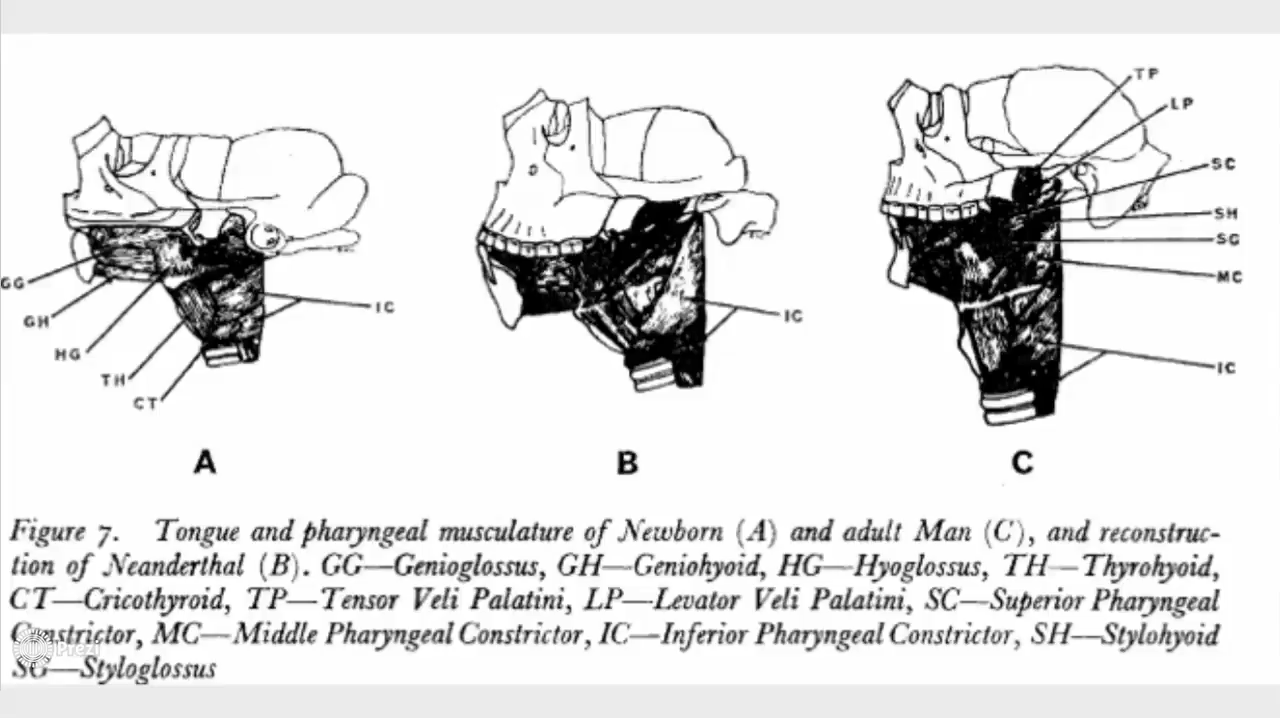 TP
LP
SC
SH
SG
MC
IC
GG
GH
HG
TH
CT
IC
IC
A
B
C
Figure 7. Tongue and pharyngeal musculature of Newborn (A) and adult Man (C), and reconstruc-
tion of Neanderthal (B). GG—Genioglossus, GH—Geniohyoid, HG—Hyoglossus, TH—Thyrohyoid,
CT—Cricothyroid, TP—Tensor Veli Palatini, LP—Levator Veli Palatini, SC—Superior Pharyngeal
Constrictor, MC—Middle Pharyngeal Constrictor, IC—Inferior Pharyngeal Constrictor, SH—Stylohyoid
SG—Styloglossus
Prezi